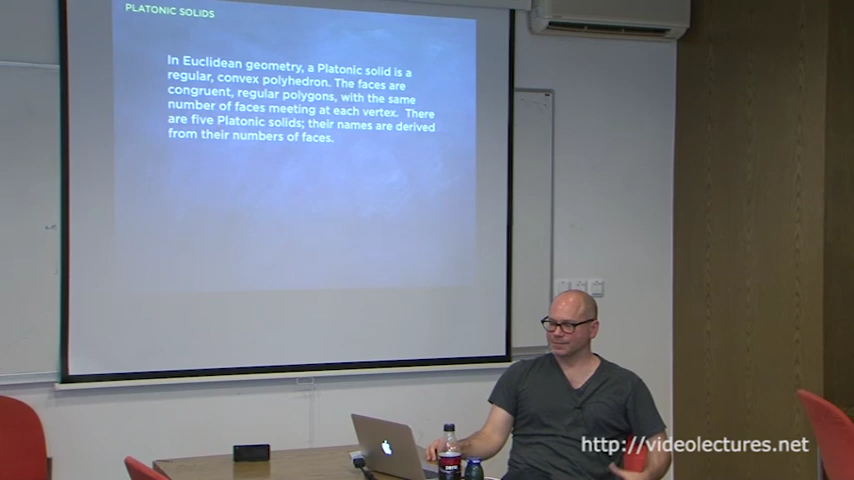 PLATONIC SOLIDS
In Euclidean geometry, a Platonic solid is a
regular, convex polyhedron. The faces are
congruent, regular polygons, with the same
number of faces meeting at each vertex. There
are five Platonic solids; their names are derived
from their numbers of faces.
zero
http://videolectures.net